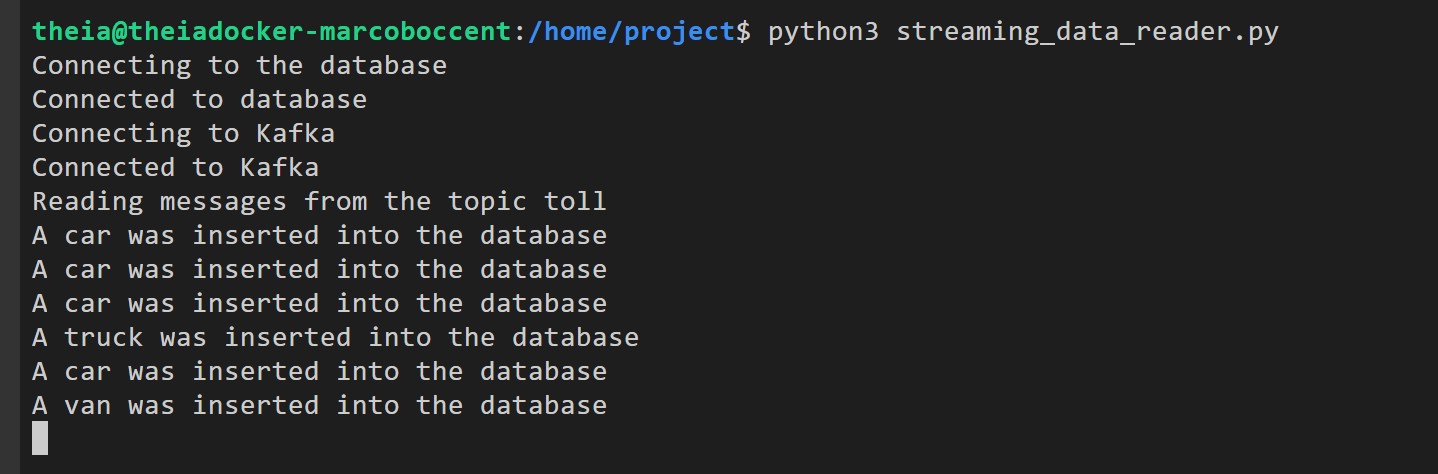 theia@theiadocker-marcoboccent:/home/project$ python3 streaming_data_reader.py
Connecting to the database
Connected to database
Connecting to Kafka
Connected to Kafka
Reading messages from the topic toll
A car was inserted into the database
A car was inserted into the database
A car was inserted into the database
A truck was inserted into the database
A car was inserted into the database
A van was inserted into the database